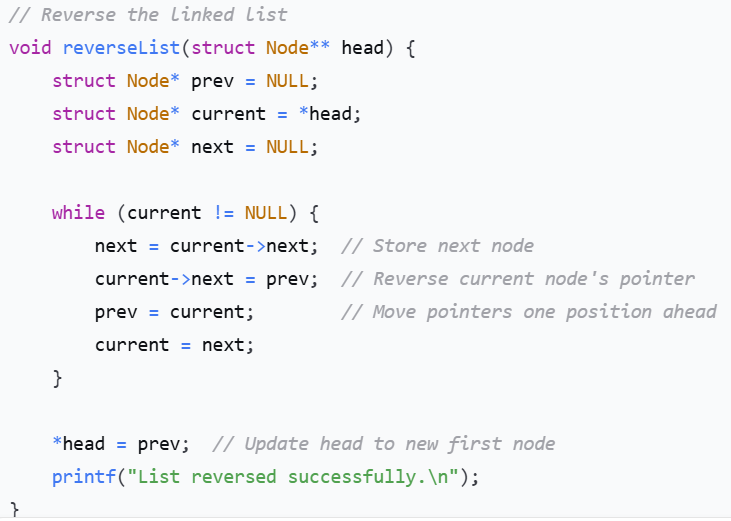 // Reverse the linked list
void reverseList(struct Node** head) {
    struct Node* prev = NULL;
    struct Node* current = *head;
    struct Node* next = NULL;

    while (current != NULL) {
        next = current->next;  // Store next node
        current->next = prev;  // Reverse current node's pointer
        prev = current;        // Move pointers one position ahead
        current = next;
    }

    *head = prev;  // Update head to new first node
    printf("List reversed successfully.\n");
}